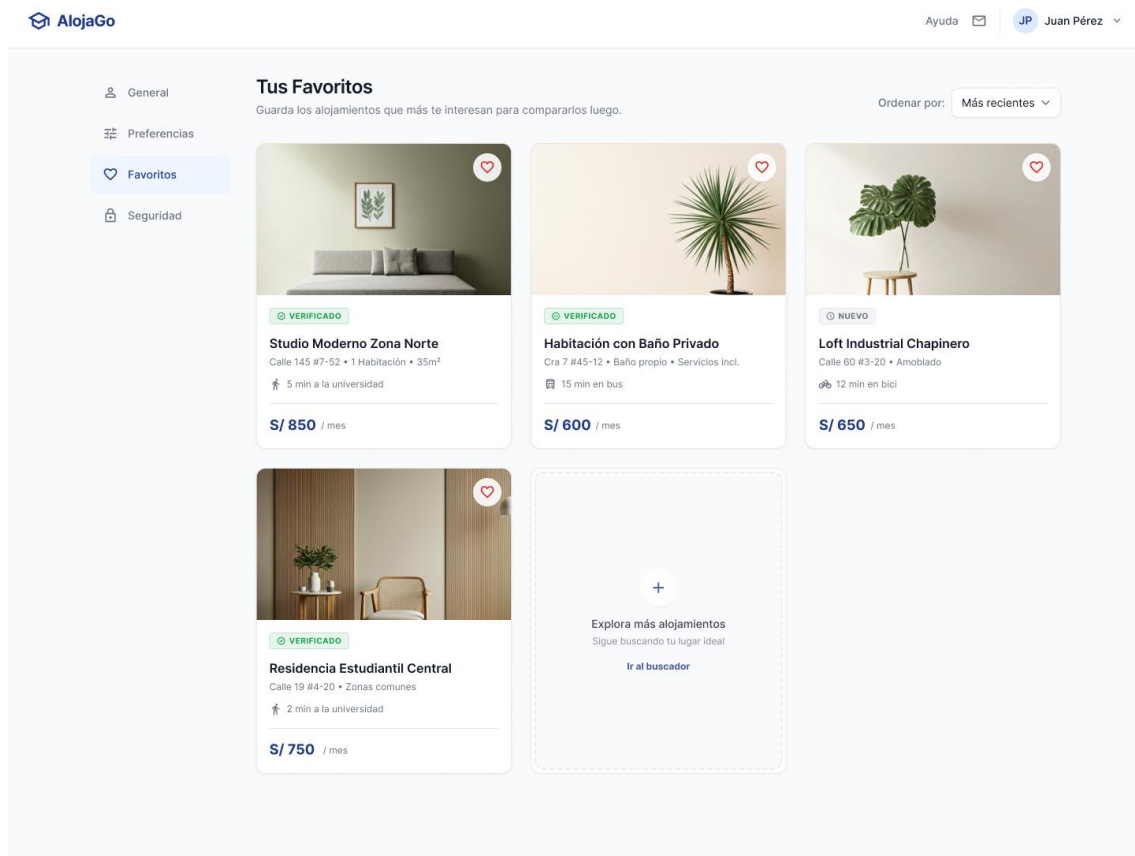 AlojaGo
Ayuda
JP
Juan Pérez
General
Preferencias
Favoritos
Seguridad
Tus Favoritos
Guarda los alojamientos que más te interesan para compararlos luego.
Ordenar por:
Más recientes
VERIFICADO
Studio Moderno Zona Norte
Calle 145 #7-52 • 1 Habitación • 35m²
5 min a la universidad
S/ 850 / mes
VERIFICADO
Habitación con Baño Privado
Cra 7 #45-12 • Baño propio • Servicios incl.
15 min en bus
S/ 600 / mes
NUEVO
Loft Industrial Chapinero
Calle 60 #3-20 • Amoblado
12 min en bici
S/ 650 / mes
VERIFICADO
Residencia Estudiantil Central
Calle 19 #4-20 • Zonas comunes
2 min a la universidad
S/ 750 / mes
Explora más alojamientos
Sigue buscando tu lugar ideal
Ir al buscador